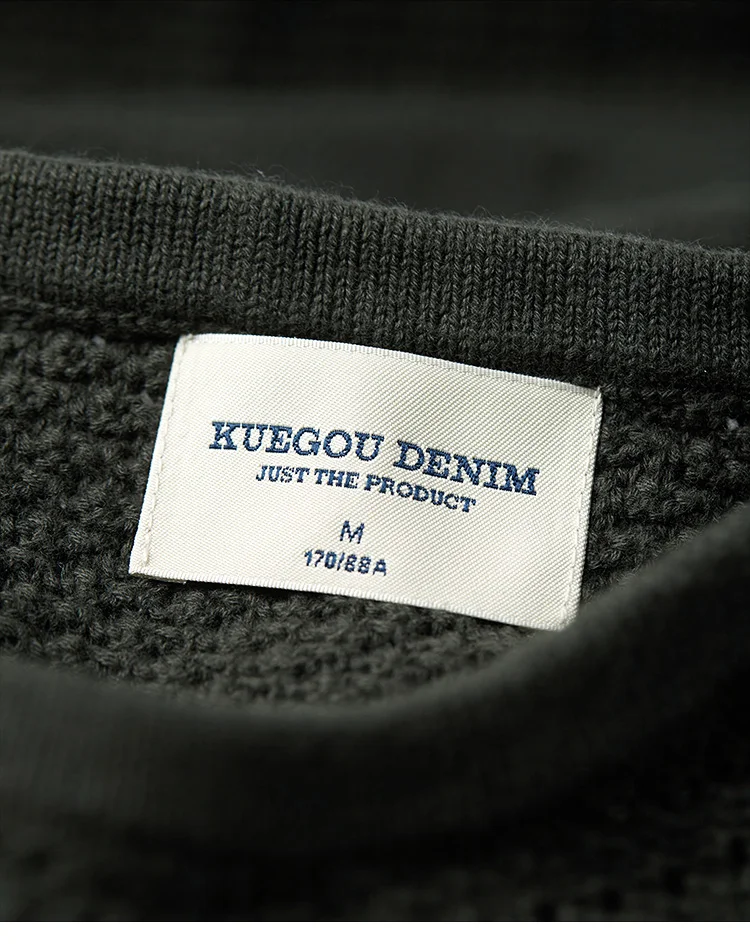 KUEGOU DENIM
JUST THE PRODUCT
M
170/88A